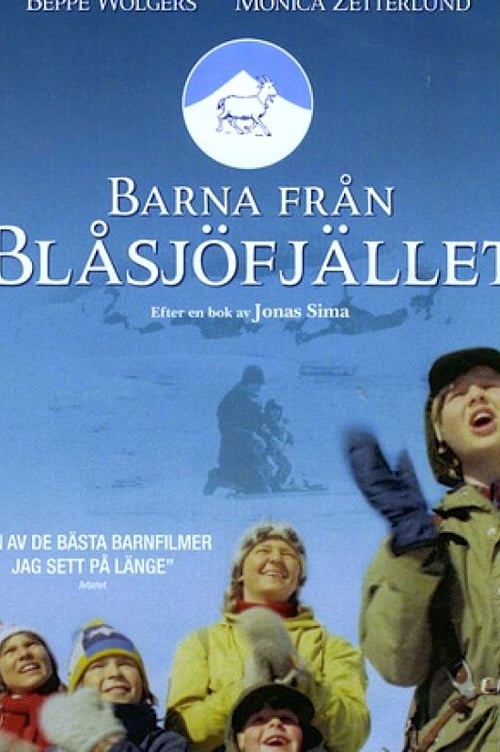 BEPPE WOLGERS MONICA ZETTERLUND
BARNA FRÅN
BLÅSJÖFJÄLLET
Efter en bok av Jonas Sima
N AV DE BÄSTA BARNFILMER
JAG SETT PÅ LÄNGE”
Arbetet